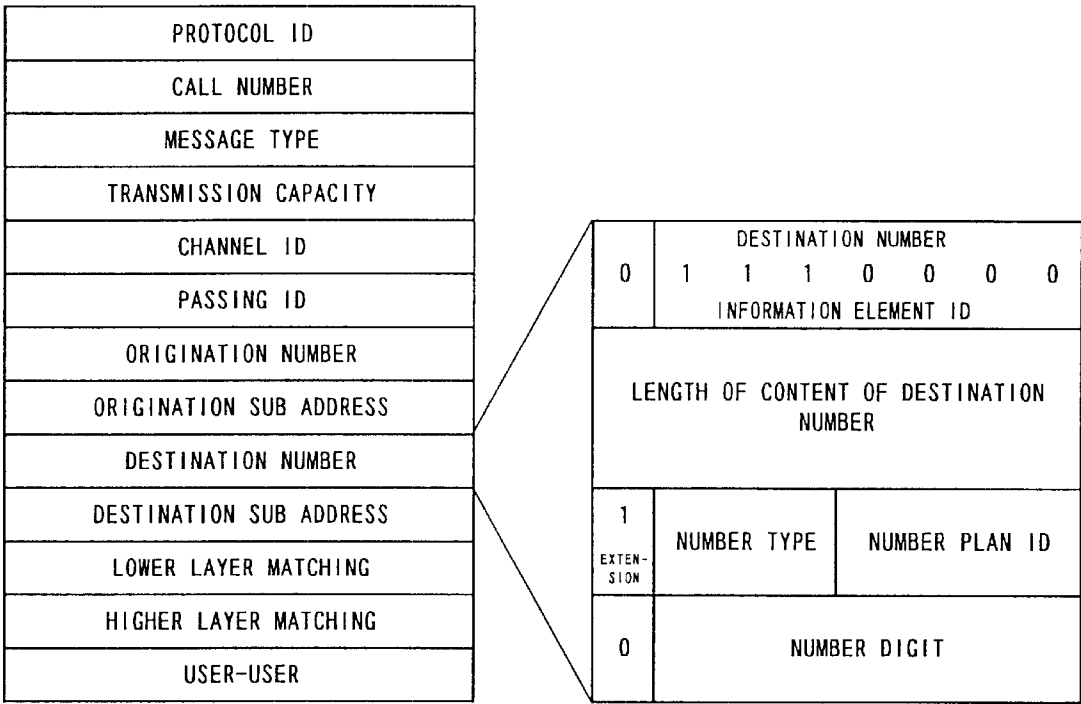 PROTOCOL ID
CALL NUMBER
MESSAGE TYPE
TRANSMISSION CAPACITY
CHANNEL ID
PASSING ID
ORIGINATION NUMBER
ORIGINATION SUB ADDRESS
DESTINATION NUMBER
DESTINATION SUB ADDRESS
LOWER LAYER MATCHING
HIGHER LAYER MATCHING
USER-USER
DESTINATION NUMBER
0 1 1 1 0 0 0 0
INFORMATION ELEMENT ID
LENGTH OF CONTENT OF DESTINATION
NUMBER
1
EXTEN-
SION
NUMBER TYPE
NUMBER PLAN ID
0
NUMBER DIGIT